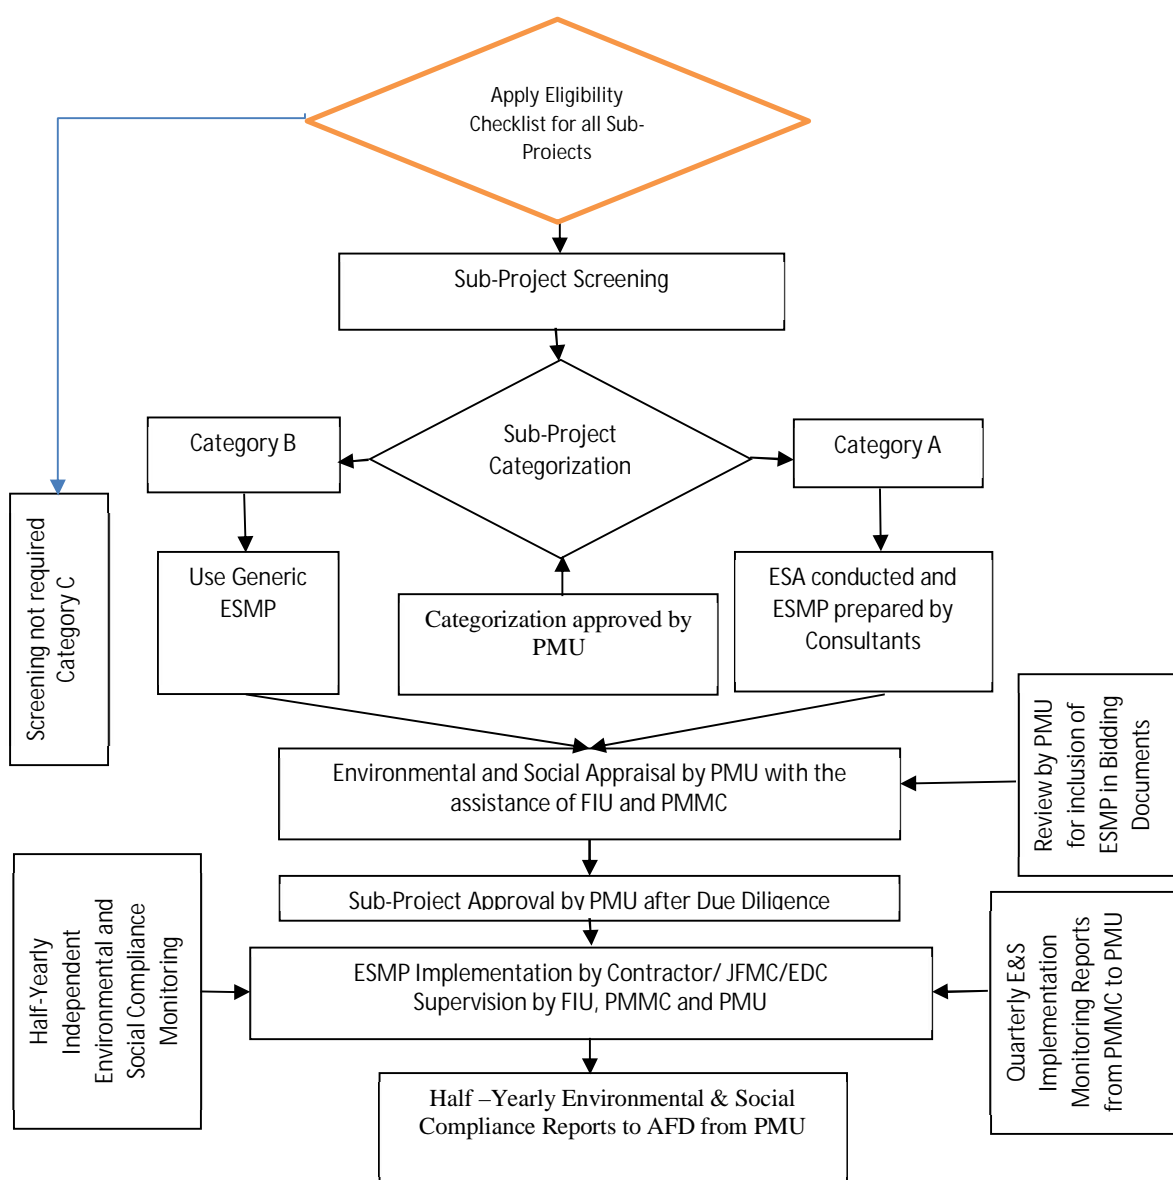 Apply Eligibility
Checklist for all Sub-
Projects
Sub-Project Screening
Category B
Sub-Project
Categorization
Category A
Screening not required
Category C
Use Generic
ESMP
Categorization approved by
PMU
ESA conducted and
ESMP prepared by
Consultants
Review by PMU
for inclusion of
ESMP in Bidding
Documents
Environmental and Social Appraisal by PMU with the
assistance of FIU and PMMC
Sub-Project Approval by PMU after Due Diligence
Half-Yearly
Independent
Environmental and
Social Compliance
Monitoring
ESMP Implementation by Contractor/ JFMC/EDC
Supervision by FIU, PMMC and PMU
Quarterly E&S
Implementation
Monitoring Reports
from PMMC to PMU
Half –Yearly Environmental & Social
Compliance Reports to AFD from PMU